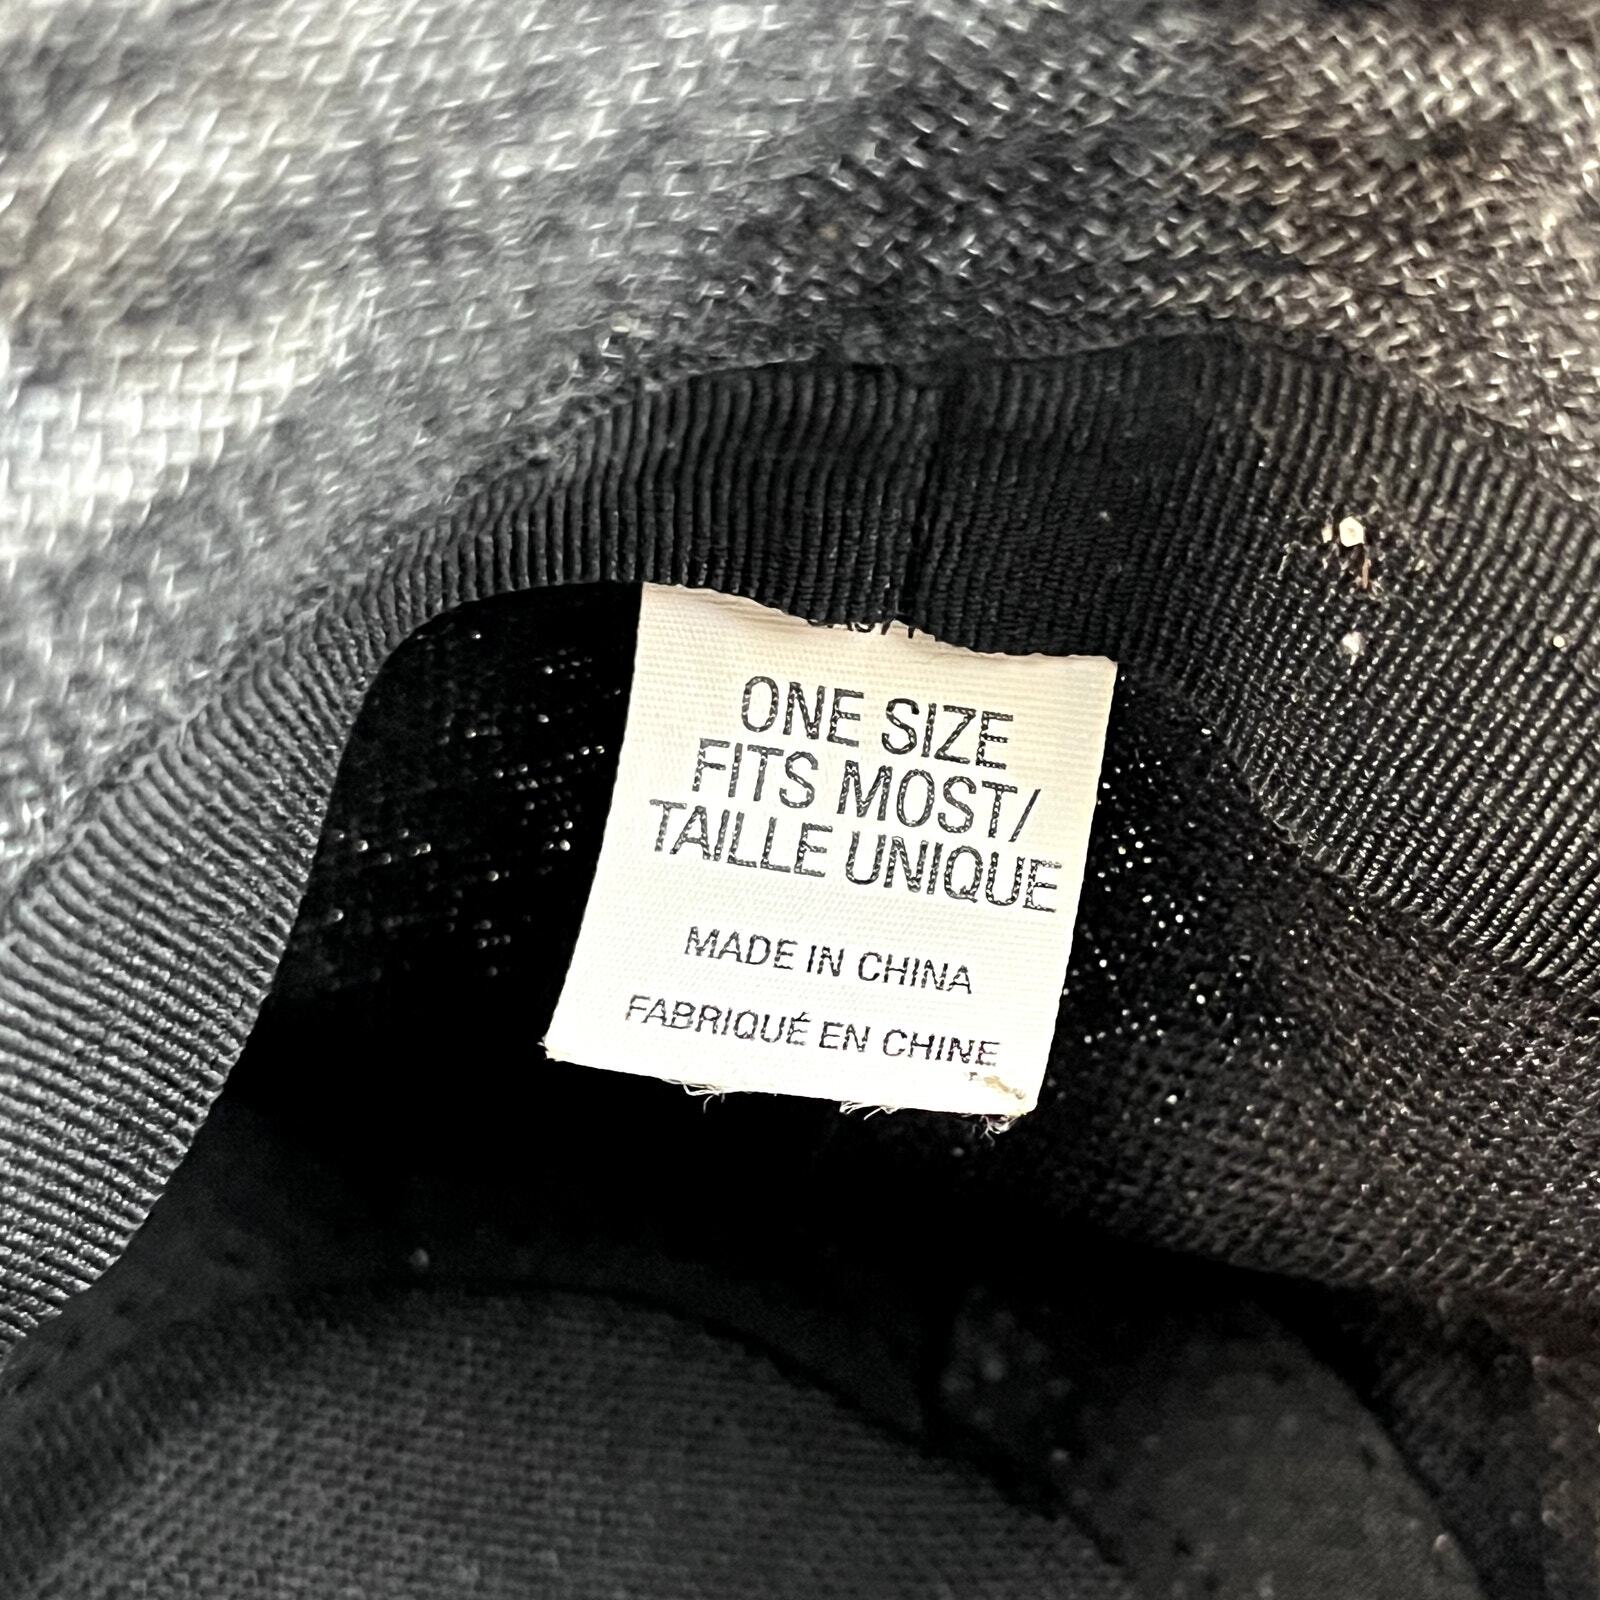 ONE SIZE
FITS MOST/
TAILLE UNIQUE
MADE IN CHINA
FABRIQUÉ EN CHINE